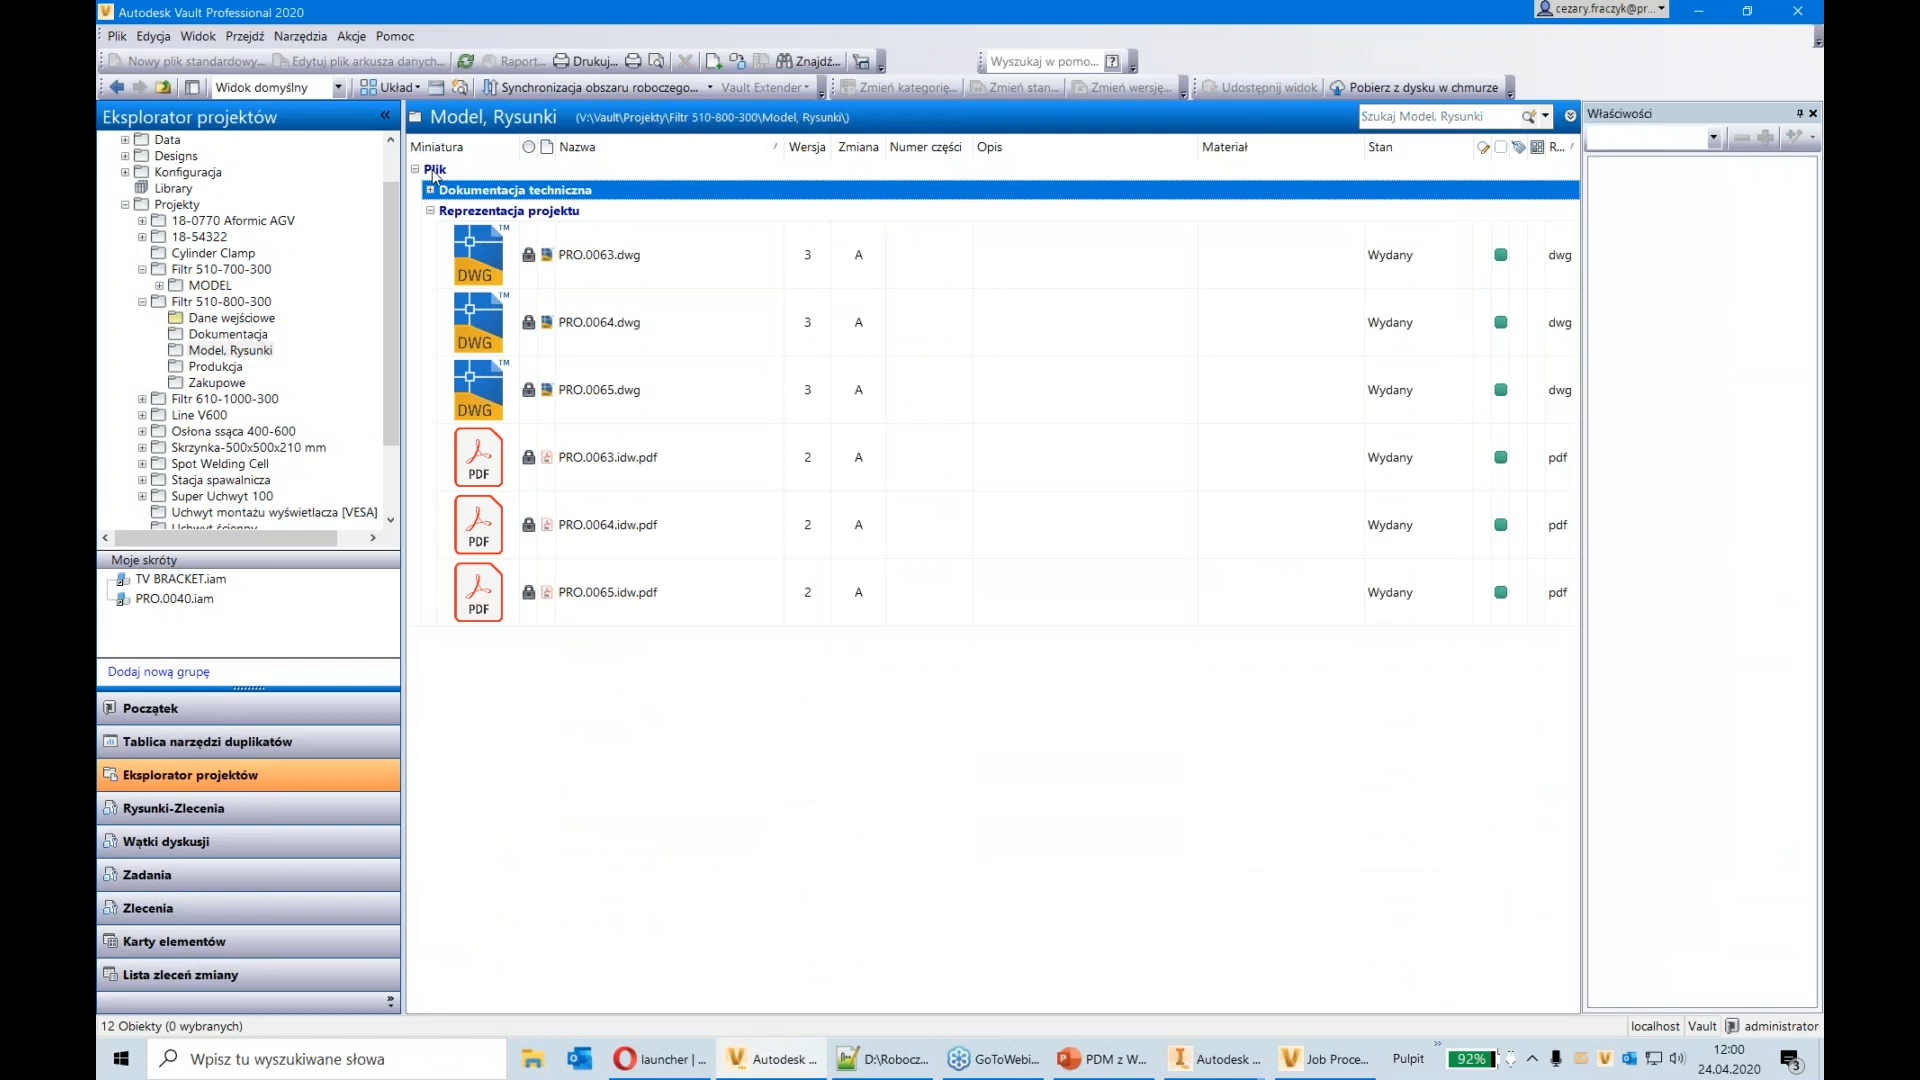 Autodesk Vault Professional 2020
cezary.fraczyk@pr...
Plik Edycja Widok Przejdź Narzędzia Akcje Pomoc
Nowy plik standardowy... Edytuj plik arkusza danych... Raport... Drukuj... Znajdź... Wyszukaj w pomo...
Widok domyślny Układ Synchronizacja obszaru roboczego... Vault Extender Zmień kategorię... Zmień stan... Zmień wersję... Udostępnij widok Pobierz z dysku w chmurze
Eksplorator projektów
Data
Designs
Konfiguracja
Library
Projekty
18-0770 Aformic AGV
18-54322
Cylinder Clamp
Filtr 510-700-300
MODEL
Filtr 510-800-300
Dane wejściowe
Dokumentacja
Model, Rysunki
Produkcja
Zakupowe
Filtr 610-1000-300
Line V600
Osłona ssąca 400-600
Skrzynka-500x500x210 mm
Spot Welding Cell
Stacja spawalnicza
Super Uchwyt 100
Uchwyt montażu wyświetlacza [VESA]
Uchwyt ścienny
Moje skróty
TV BRACKET.iam
PRO.0040.iam
Dodaj nową grupę
Początek
Tablica narzędzi duplikatów
Eksplorator projektów
Rysunki-Zlecenia
Wątki dyskusji
Zadania
Zlecenia
Karty elementów
Lista zleceń zmiany
Model, Rysunki (V:\Vault\Projekty\Filtr 510-800-300\Model, Rysunki\) Szukaj Model, Rysunki
Miniatura Nazwa Wersja Zmiana Numer części Opis Materiał Stan R...
Plik
Dokumentacja techniczna
Reprezentacja projektu
DWG TM PRO.0063.dwg 3 A Wydany dwg
DWG TM PRO.0064.dwg 3 A Wydany dwg
DWG TM PRO.0065.dwg 3 A Wydany dwg
PDF PRO.0063.idw.pdf 2 A Wydany pdf
PDF PRO.0064.idw.pdf 2 A Wydany pdf
PDF PRO.0065.idw.pdf 2 A Wydany pdf
Właściwości
12 Obiekty (0 wybranych) localhost Vault administrator
Wpisz tu wyszukiwane słowa launcher | ... Autodesk ... D:\Robocz... GoToWebi... PDM z W... Autodesk ... Job Proce... Pulpit 92% 12:00
24.04.2020 3